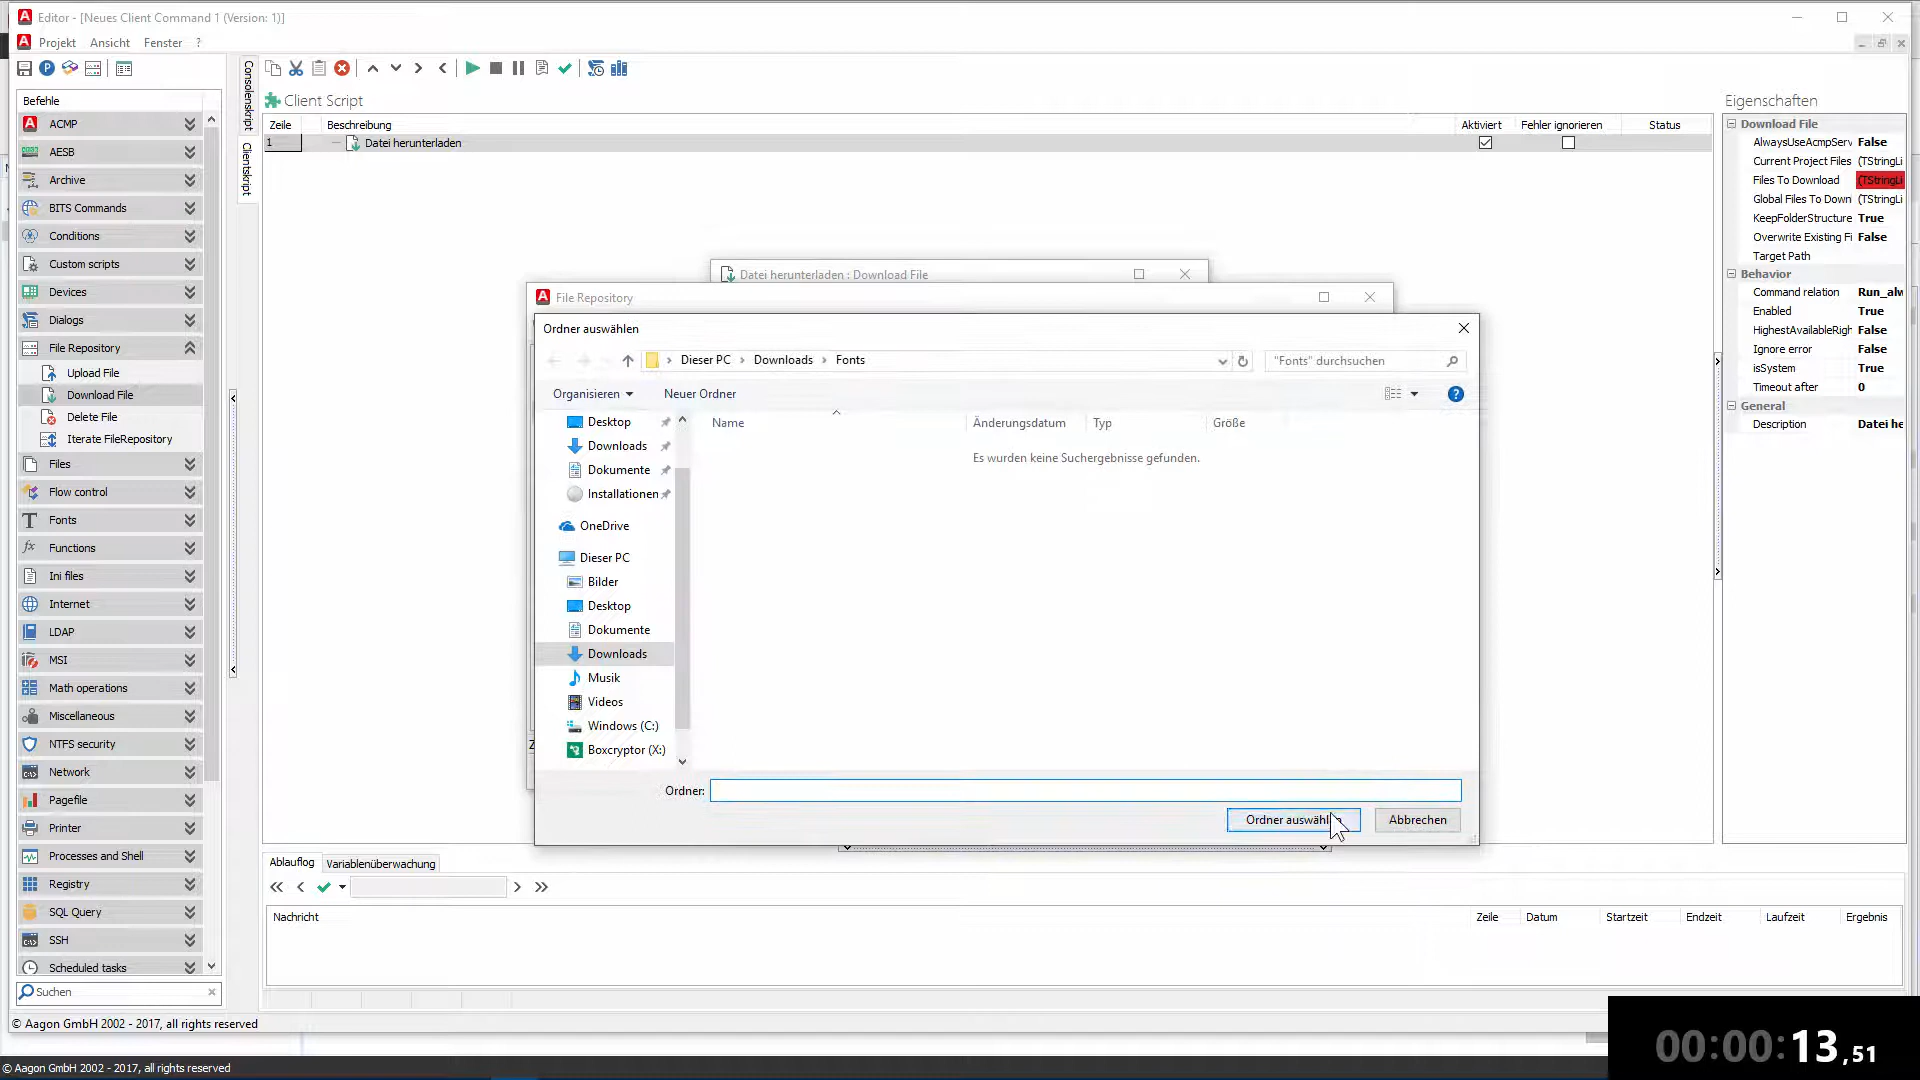 Editor - [Neues Client Command 1 (Version: 1)]
Projekt Ansicht Fenster ?
Befehle
ACMP
AESB
Archive
BITS Commands
Conditions
Custom scripts
Devices
Dialogs
File Repository
Upload File
Download File
Delete File
Iterate FileRepository
Files
Flow control
Fonts
Functions
Ini files
Internet
LDAP
MSI
Math operations
Miscellaneous
NTFS security
Network
Pagefile
Printer
Processes and Shell
Registry
SQL Query
SSH
Scheduled tasks
Suchen
Consolenskript
Clientskript
Client Script
Zeile Beschreibung Aktiviert Fehler ignorieren Status
1 Datei herunterladen
Datei herunterladen : Download File
File Repository
Ordner auswählen
Dieser PC Downloads Fonts
"Fonts" durchsuchen
Organisieren Neuer Ordner
Name Änderungsdatum Typ Größe
Es wurden keine Suchergebnisse gefunden.
Desktop
Downloads
Dokumente
Installationen
OneDrive
Dieser PC
Bilder
Desktop
Dokumente
Downloads
Musik
Videos
Windows (C:)
Boxcryptor (X:)
Ordner:
Abbrechen
Eigenschaften
Download File
AlwaysUseAcmpServ False
Current Project Files (TStringLi
Files To Download (TStringLi
Global Files To Down (TStringLi
KeepFolderStructure True
Overwrite Existing Fi False
Target Path
Behavior
Command relation Run_alw
Enabled True
HighestAvailableRigh False
Ignore error False
isSystem True
Timeout after 0
General
Description Datei he
Ablauflog Variablenüberwachung
Nachricht Zeile Datum Startzeit Endzeit Laufzeit Ergebnis
© Aagon GmbH 2002 - 2017, all rights reserved
© Aagon GmbH 2002 - 2017, all rights reserved
00:00:13,51